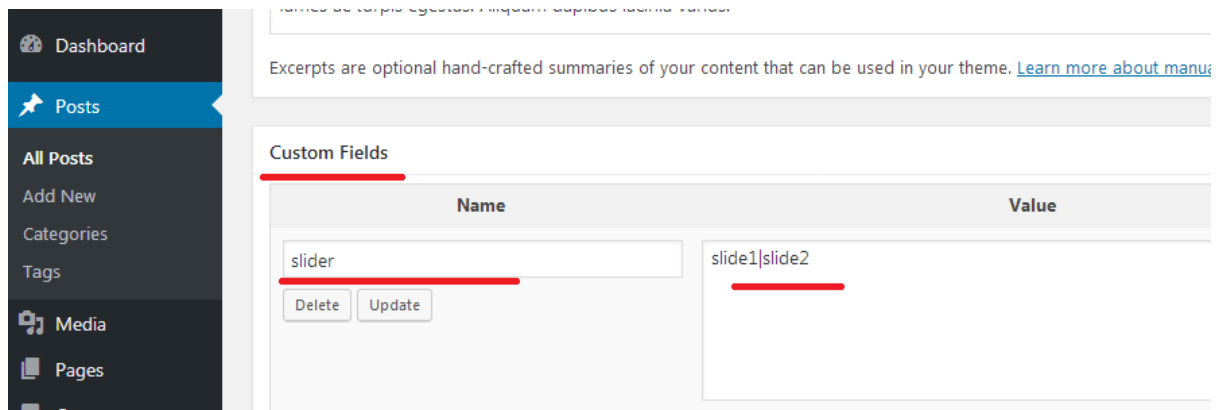 Dashboard
Posts
All Posts
Add New
Categories
Tags
Media
Pages
Excerpts are optional hand-crafted summaries of your content that can be used in your theme. Learn more about
Custom Fields
Name
Value
slider
slide1|slide2
Delete
Update